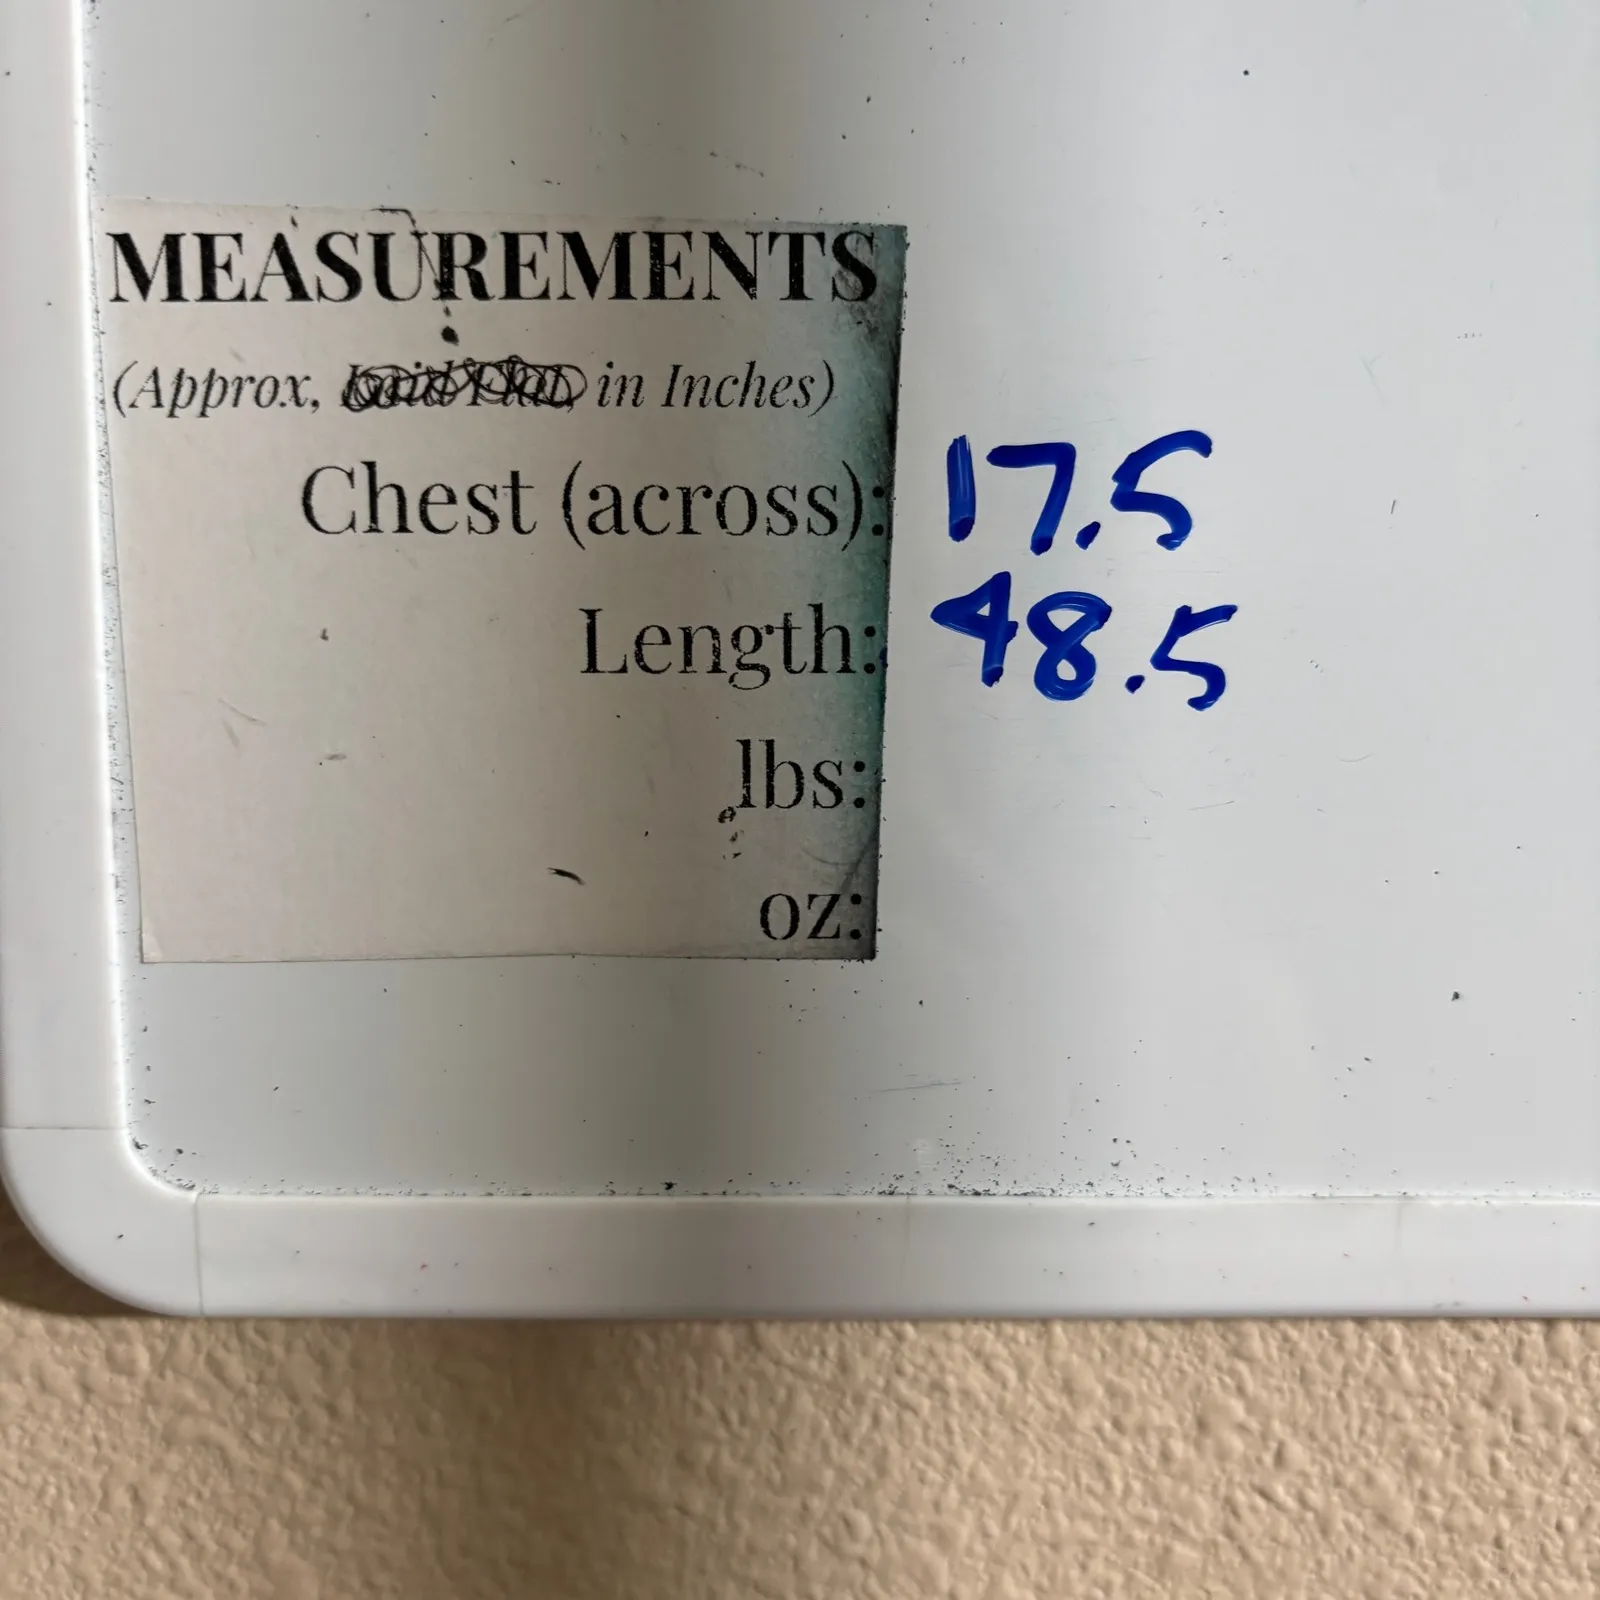 MEASUREMENTS
(Approx, in Inches)
Chest (across): 17.5
Length: 48.5
lbs:
oz: